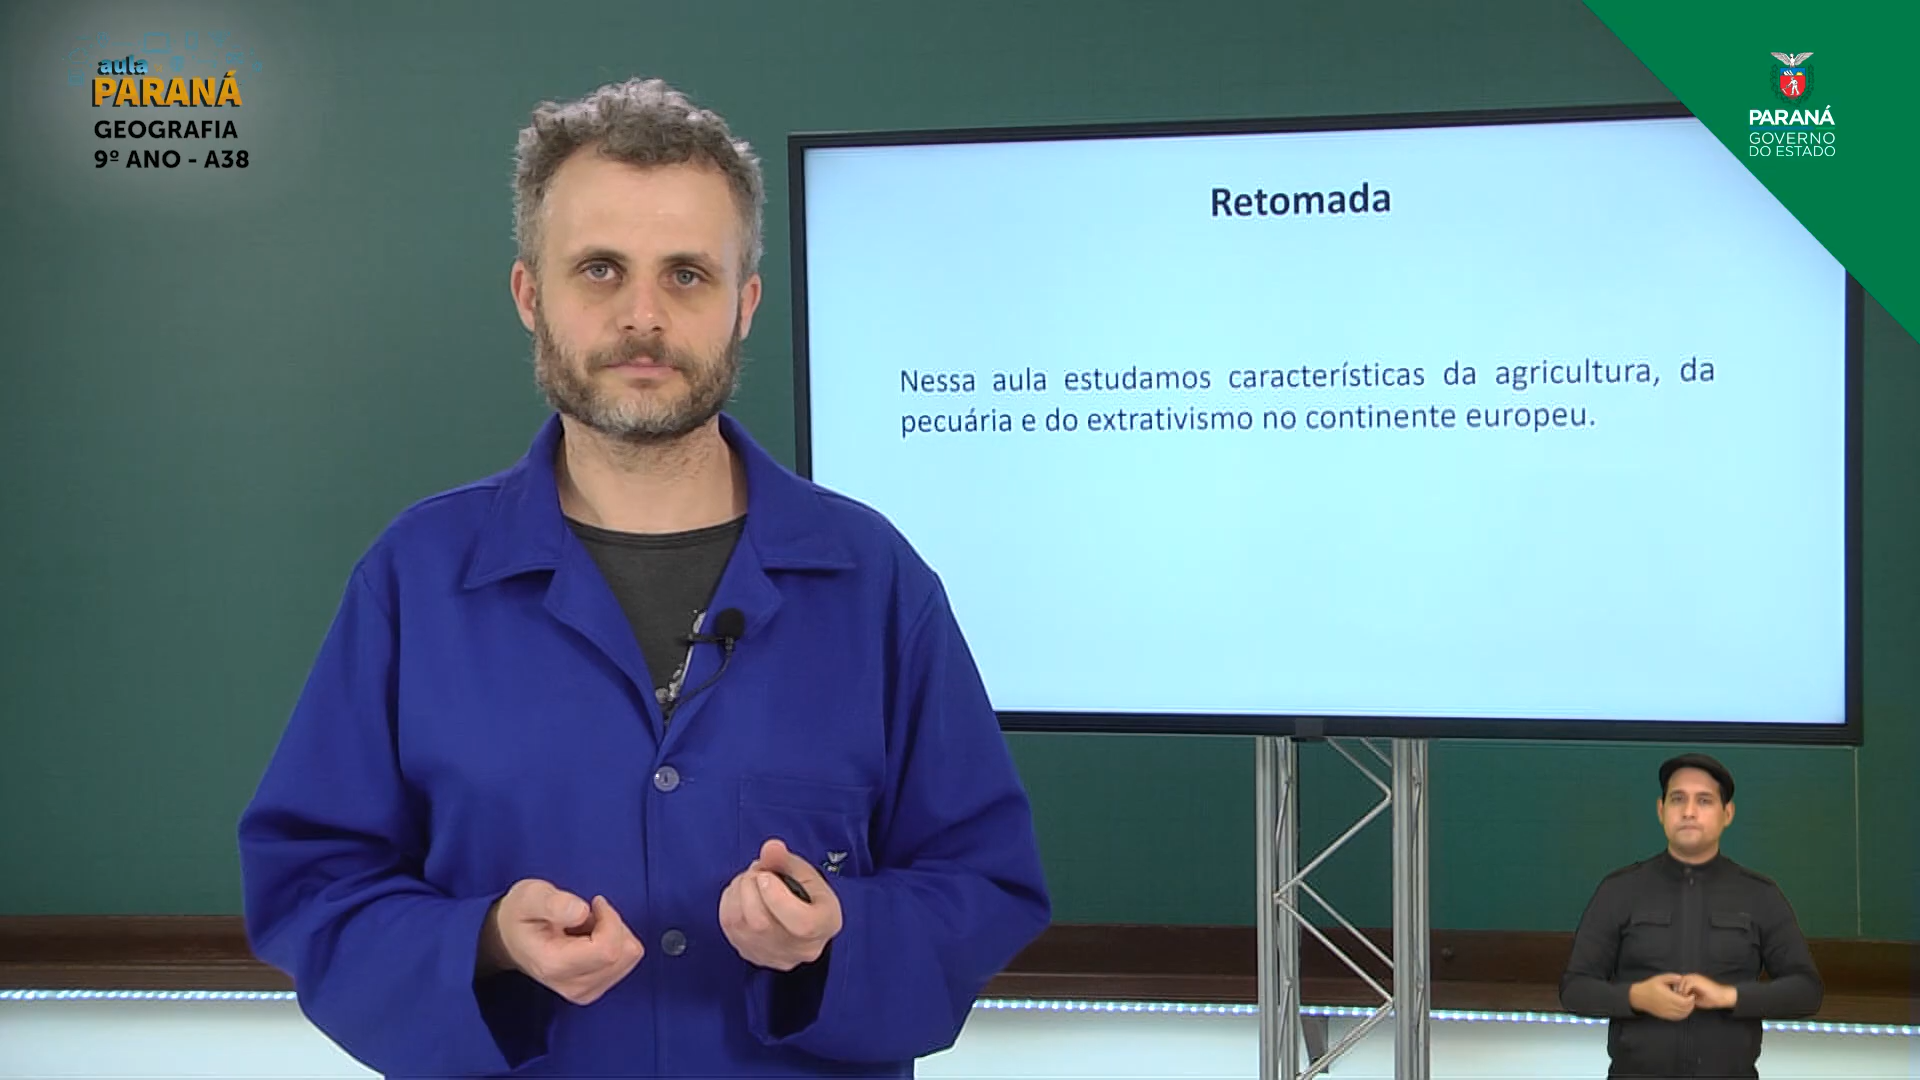 aula
PARANÁ
GEOGRAFIA
9º ANO - A38
PARANÁ
GOVERNO
DO ESTADO
Retomada
Nessa aula estudamos características da agricultura, da
pecuária e do extrativismo no continente europeu.